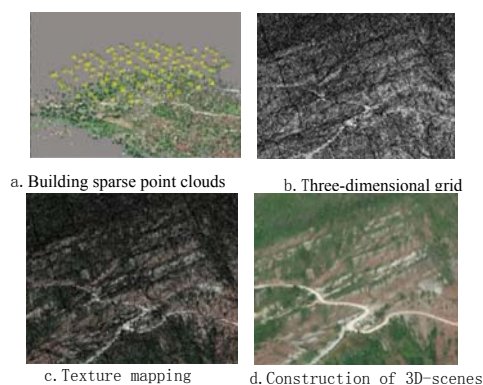 a. Building sparse point clouds
b. Three-dimensional grid
c. Texture mapping
d. Construction of 3D-scenes